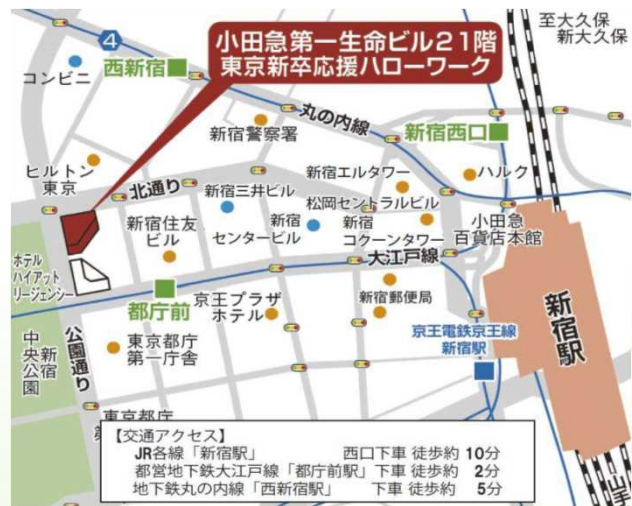 至大久保
新大久保
小田急第一生命ビル21階
東京新卒応援ハローワーク
4
コンビニ
西新宿
丸の内線
新宿西口
新宿警察署
ヒルトン
東京
北通り
新宿三井ビル
新宿エルタワー
ハルク
松岡セントラルビル
新宿住友
ビル
新宿
センタービル
新宿
コクーンタワー
小田急
百貨店本館
大江戸線
ホテル
ハイアット
リージェンシー
都庁前
京王プラザ
ホテル
新宿郵便局
新宿駅
京王電鉄京王線
新宿駅
新宿
中央公園
公園通り
東京都庁
第一庁舎
東京都庁
【交通アクセス】
JR各線「新宿駅」 西口下車 徒歩約 10分
都営地下鉄大江戸線「都庁前駅」下車 徒歩約 2分
地下鉄丸の内線「西新宿駅」 下車 徒歩約 5分
山手